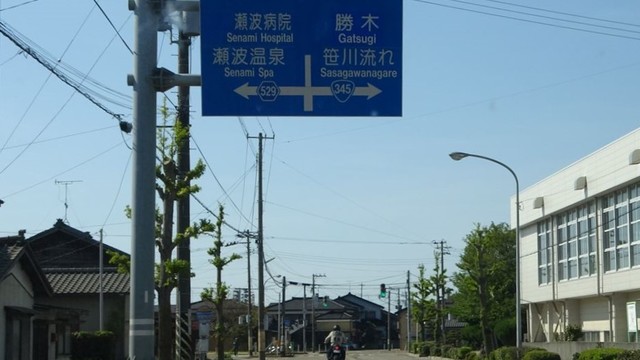 瀬波病院
Senami Hospital
瀬波温泉
Senami Spa
529
勝木
Gatsugi
笹川流れ
Sasagawanagare
345